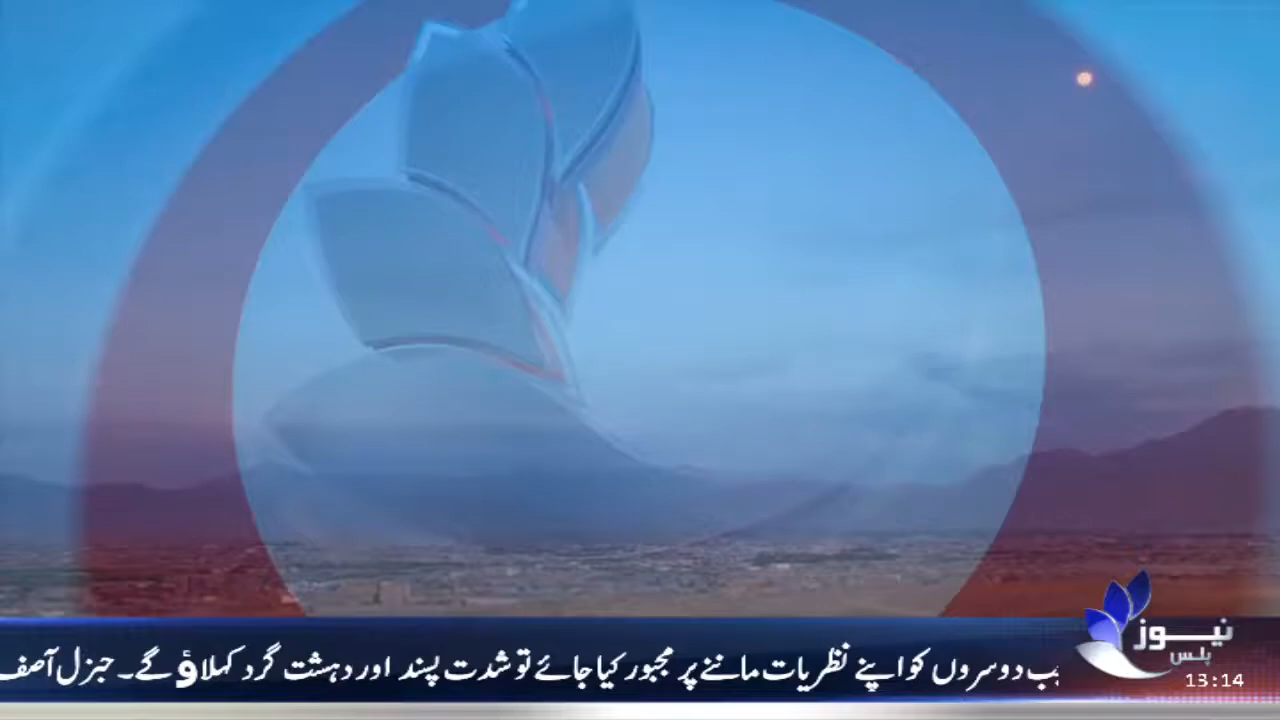 نیوز
پلس
13:14
ب دوسروں کو اپنے نظریات ماننے پر مجبور کیا جائے تو شدت پسند اور دہشت گرد کہلاؤ گے۔ جنرل آصف